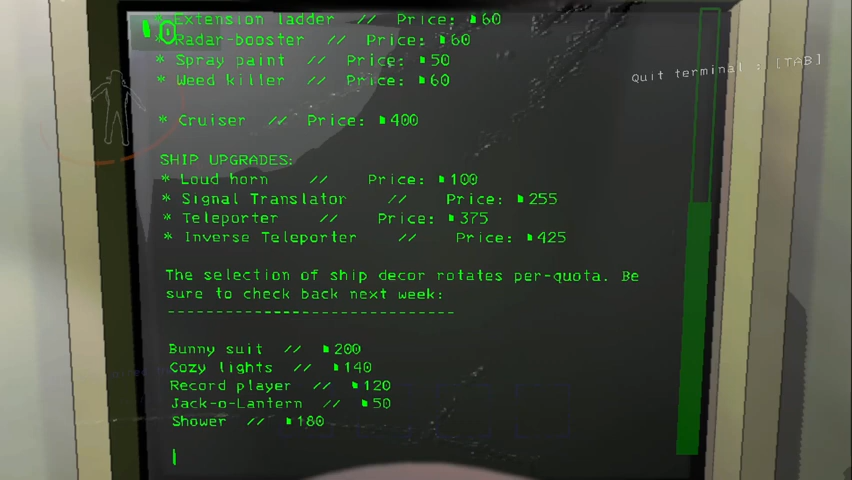 * Extension ladder // Price: ▮60
0
* Radar-booster // Price: ▮60
* Spray paint // Price: ▮50
* Weed killer // Price: ▮60
Quit terminal : [TAB]
* Cruiser // Price: ▮400
SHIP UPGRADES:
* Loud horn // Price: ▮100
* Signal Translator // Price: ▮255
* Teleporter // Price: ▮375
* Inverse Teleporter // Price: ▮425
The selection of ship decor rotates per-quota. Be
sure to check back next week:
------------------------------
Bunny suit // ▮200
Cozy lights // ▮140
Record player // ▮120
Jack-o-Lantern // ▮50
Shower // ▮180